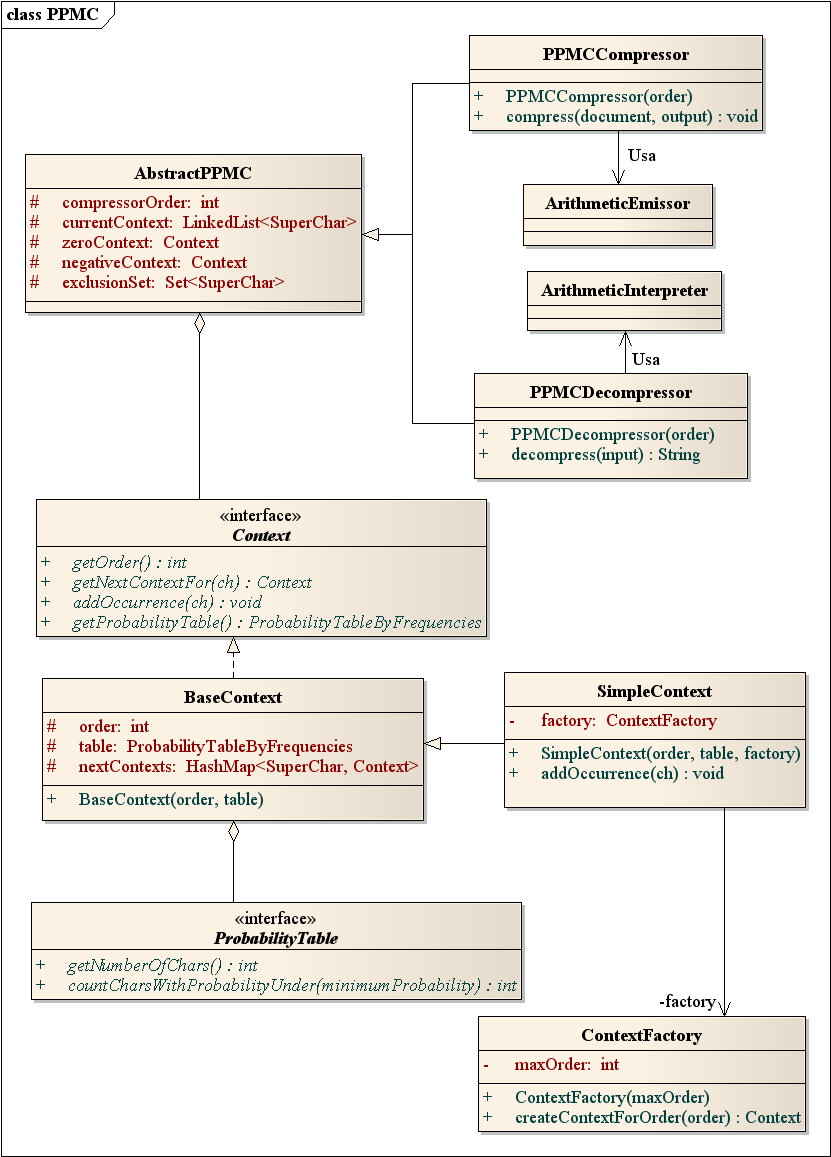 class PPMC
PPMCCompressor
+ PPMCCompressor(order)
+ compress(document, output) : void
Usa
AbstractPPMC
# compressorOrder: int
# currentContext: LinkedList<SuperChar>
# zeroContext: Context
# negativeContext: Context
# exclusionSet: Set<SuperChar>
ArithmeticEmissor
ArithmeticInterpreter
Usa
PPMCDecompressor
+ PPMCDecompressor(order)
+ decompress(input) : String
«interface»
Context
+ getOrder() : int
+ getNextContextFor(ch) : Context
+ addOccurrence(ch) : void
+ getProbabilityTable() : ProbabilityTableByFrequencies
BaseContext
# order: int
# table: ProbabilityTableByFrequencies
# nextContexts: HashMap<SuperChar, Context>
+ BaseContext(order, table)
SimpleContext
- factory: ContextFactory
+ SimpleContext(order, table, factory)
+ addOccurrence(ch) : void
«interface»
ProbabilityTable
+ getNumberOfChars() : int
+ countCharsWithProbabilityUnder(minimumProbability) : int
-factory
ContextFactory
- maxOrder: int
+ ContextFactory(maxOrder)
+ createContextForOrder(order) : Context